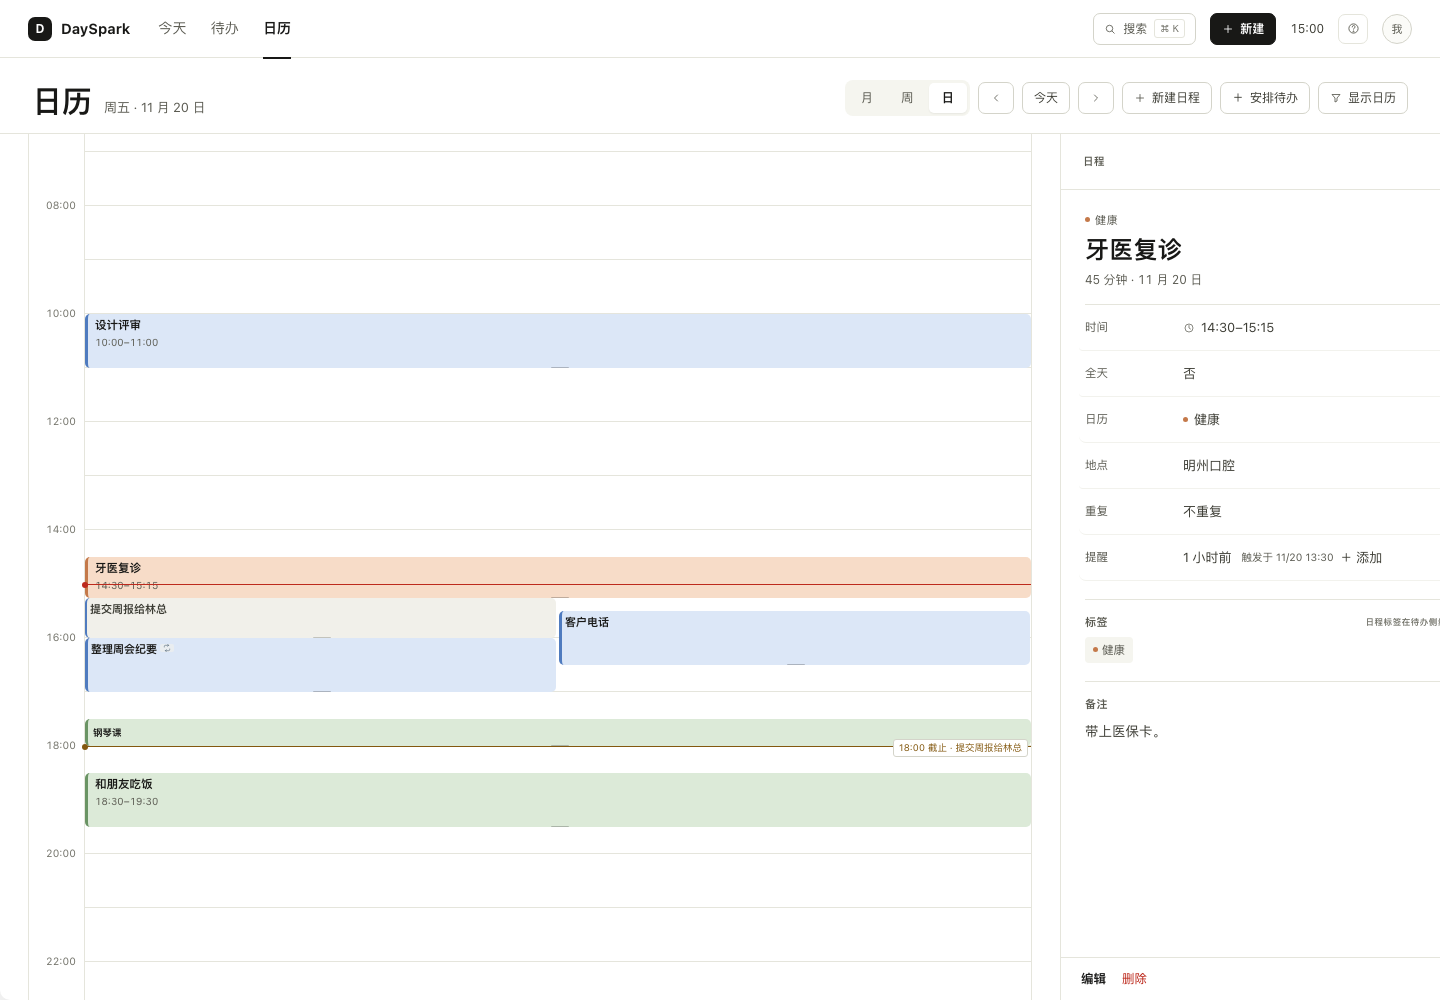 D DaySpark 今天 待办 日历 搜索 ⌘ K + 新建 15:00 我
日历 周五 · 11 月 20 日 月 周 日 今天 + 新建日程 + 安排待办 显示日历
08:00
10:00
设计评审
10:00–11:00
12:00
14:00
牙医复诊
14:30–15:15
提交周报给林总
客户电话
16:00
整理周会纪要
钢琴课
18:00
18:00 截止 · 提交周报给林总
和朋友吃饭
18:30–19:30
20:00
22:00
日程
健康
牙医复诊
45 分钟 · 11 月 20 日
时间 14:30–15:15
全天 否
日历 健康
地点 明州口腔
重复 不重复
提醒 1 小时前 触发于 11/20 13:30 + 添加
标签 日程标签在待办侧
健康
备注
带上医保卡。
编辑 删除